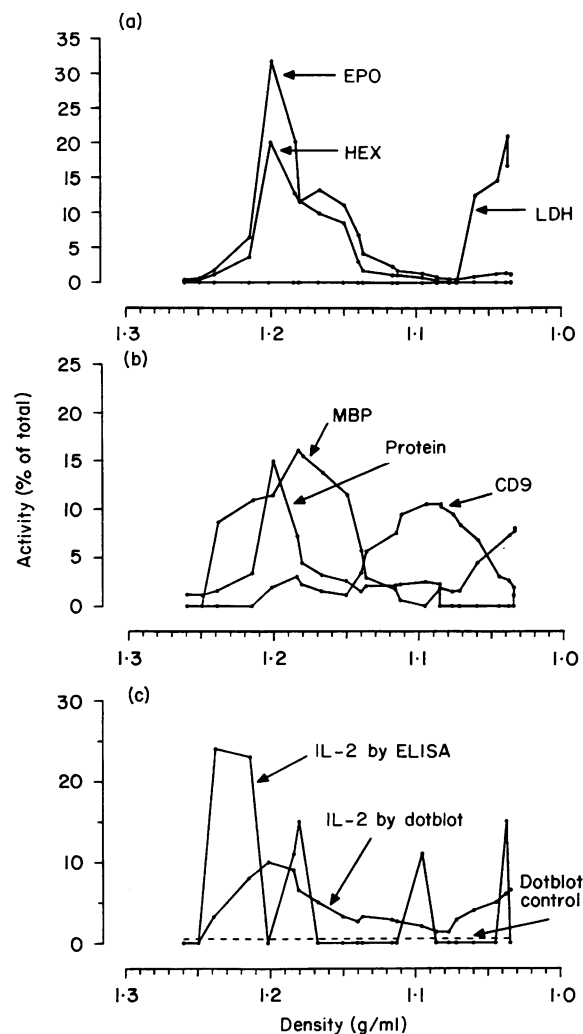 (a)
35
30
25
20
15
10
5
0
EPO
HEX
LDH
1·3
1·2
1·1
1·0
(b)
Activity (% of total)
25
20
15
10
5
0
MBP
Protein
CD9
1·3
1·2
1·1
1·0
(c)
30
20
10
0
IL-2 by ELISA
IL-2 by dotblot
Dotblot
control
1·3
1·2
1·1
1·0
Density (g/ml)